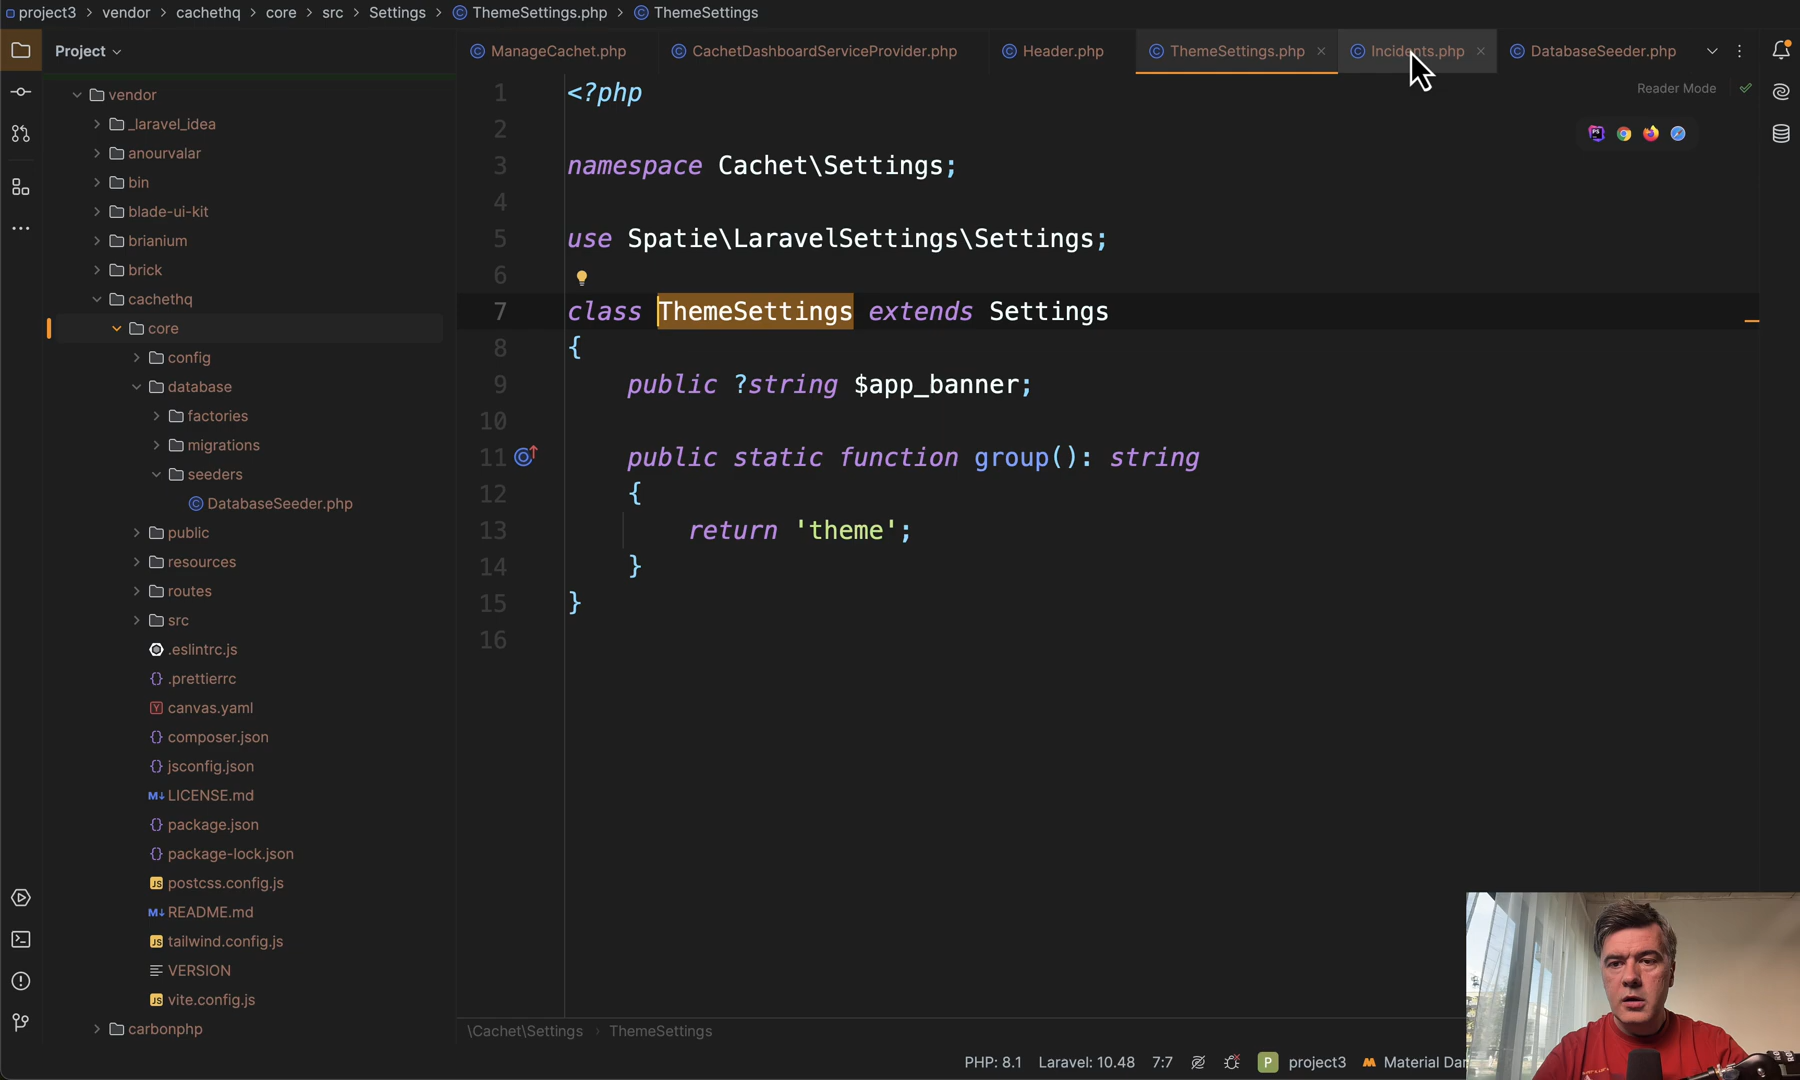 project3 > vendor > cachethq > core > src > Settings > ThemeSettings.php > ThemeSettings
Project
ManageCachet.php
CachetDashboardServiceProvider.php
Header.php
ThemeSettings.php
Incidents.php
DatabaseSeeder.php
Reader Mode
vendor
_laravel_idea
anourvalar
bin
blade-ui-kit
brianium
brick
cachethq
core
config
database
factories
migrations
seeders
DatabaseSeeder.php
public
resources
routes
src
.eslintrc.js
.prettierrc
canvas.yaml
composer.json
jsconfig.json
LICENSE.md
package.json
package-lock.json
postcss.config.js
README.md
tailwind.config.js
VERSION
vite.config.js
carbonphp
1 <?php
2
3 namespace Cachet\Settings;
4
5 use Spatie\LaravelSettings\Settings;
6
7 class ThemeSettings extends Settings
8 {
9 public ?string $app_banner;
10
11 public static function group(): string
12 {
13 return 'theme';
14 }
15 }
16
\Cachet\Settings > ThemeSettings
PHP: 8.1 Laravel: 10.48 7:7 P project3 Material Dar